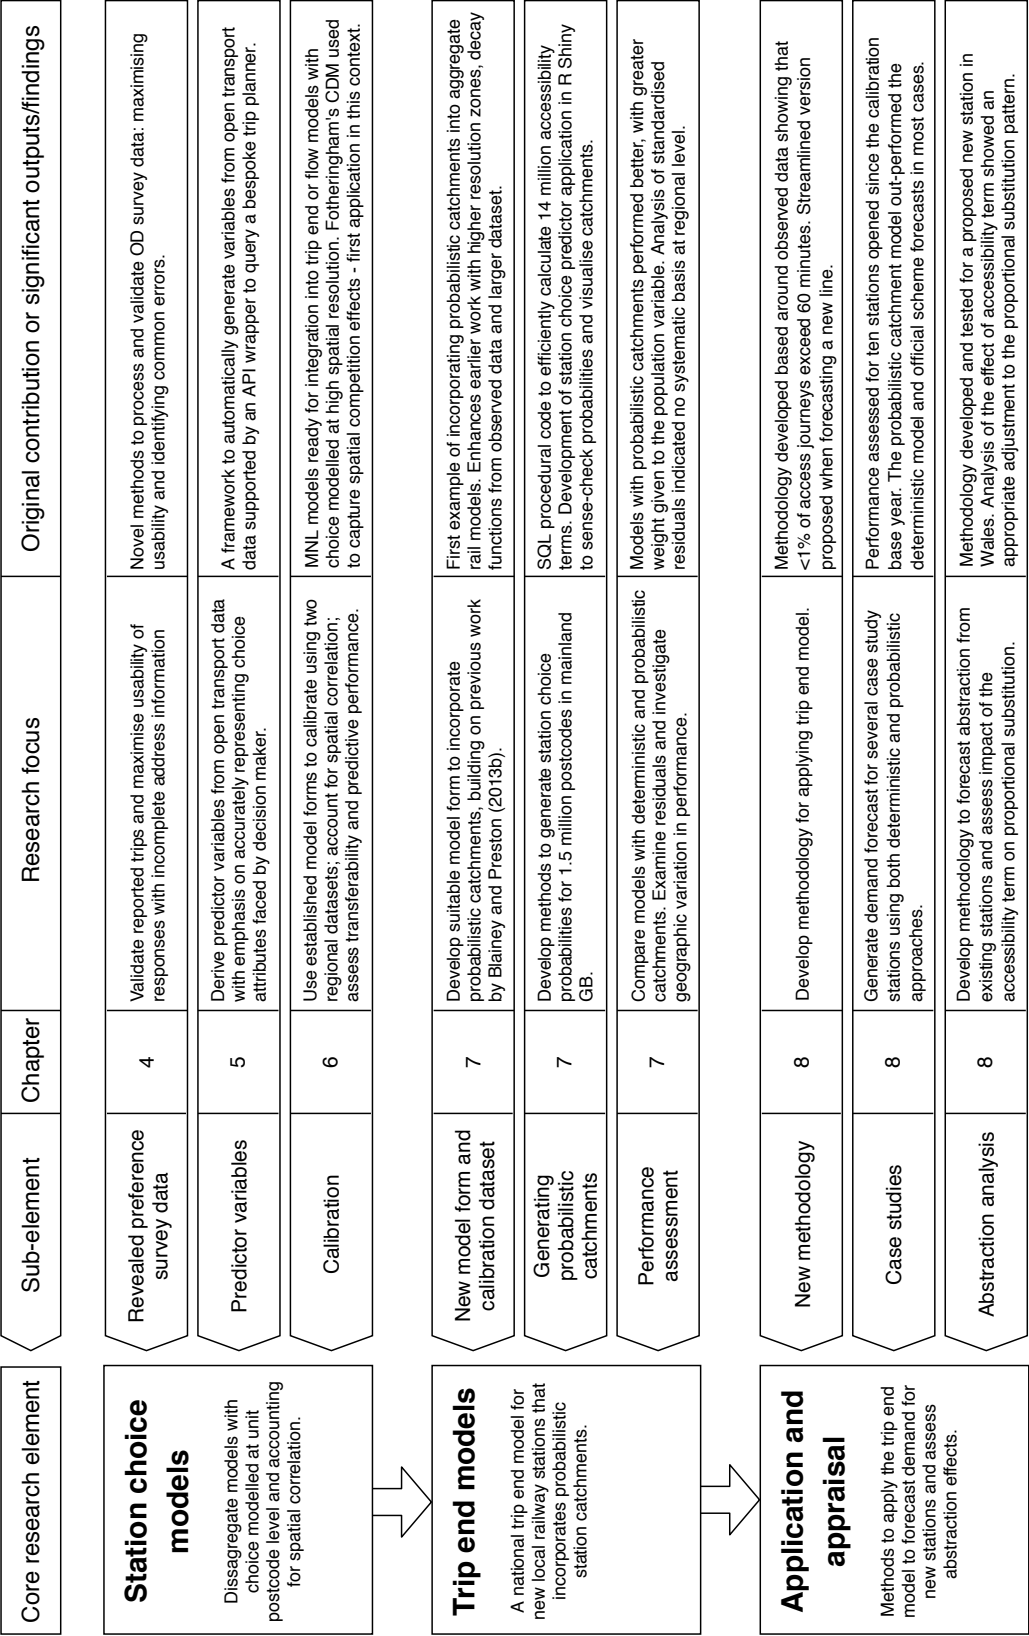 Core research element
Sub-element
Chapter
Research focus
Original contribution or significant outputs/findings
Station choice
models
Dissagregate models with
choice modelled at unit
postcode level and accounting
for spatial correlation.
Revealed preference
survey data
4
Validate reported trips and maximise usability of
responses with incomplete address information
Novel methods to process and validate OD survey data: maximising
usability and identifying common errors.
Predictor variables
5
Derive predictor variables from open transport data
with emphasis on accurately representing choice
attributes faced by decision maker.
A framework to automatically generate variables from open transport
data supported by an API wrapper to query a bespoke trip planner.
Calibration
6
Use established model forms to calibrate using two
regional datasets; account for spatial correlation;
assess transferability and predictive performance.
MNL models ready for integration into trip end or flow models with
choice modelled at high spatial resolution. Fotheringham's CDM used
to capture spatial competition effects - first application in this context.
Trip end models
A national trip end model for
new local railway stations that
incorporates probabilistic
station catchments.
New model form and
calibration dataset
7
Develop suitable model form to incorporate
probabilistic catchments, building on previous work
by Blainey and Preston (2013b).
First example of incorporating probabilistic catchments into aggregate
rail models. Enhances earlier work with higher resolution zones, decay
functions from observed data and larger dataset.
Generating
probabilistic
catchments
7
Develop methods to generate station choice
probabilities for 1.5 million postcodes in mainland
GB.
SQL procedural code to efficiently calculate 14 million accessibility
terms. Development of station choice predictor application in R Shiny
to sense-check probabilities and visualise catchments.
Performance
assessment
7
Compare models with deterministic and probabilistic
catchments. Examine residuals and investigate
geographic variation in performance.
Models with probabilistic catchments performed better, with greater
weight given to the population variable. Analysis of standardised
residuals indicated no systematic basis at regional level.
Application and
appraisal
Methods to apply the trip end
model to forecast demand for
new stations and assess
abstraction effects.
New methodology
8
Develop methodology for applying trip end model.
Methodology developed based around observed data showing that
<1% of access journeys exceed 60 minutes. Streamlined version
proposed when forecasting a new line.
Case studies
8
Generate demand forecast for several case study
stations using both deterministic and probabilistic
approaches.
Performance assessed for ten stations opened since the calibration
base year. The probabilistic catchment model out-performed the
deterministic model and official scheme forecasts in most cases.
Abstraction analysis
8
Develop methodology to forecast abstraction from
existing stations and assess impact of the
accessibility term on proportional substitution.
Methodology developed and tested for a proposed new station in
Wales. Analysis of the effect of accessibility term showed an
appropriate adjustment to the proportional substitution pattern.